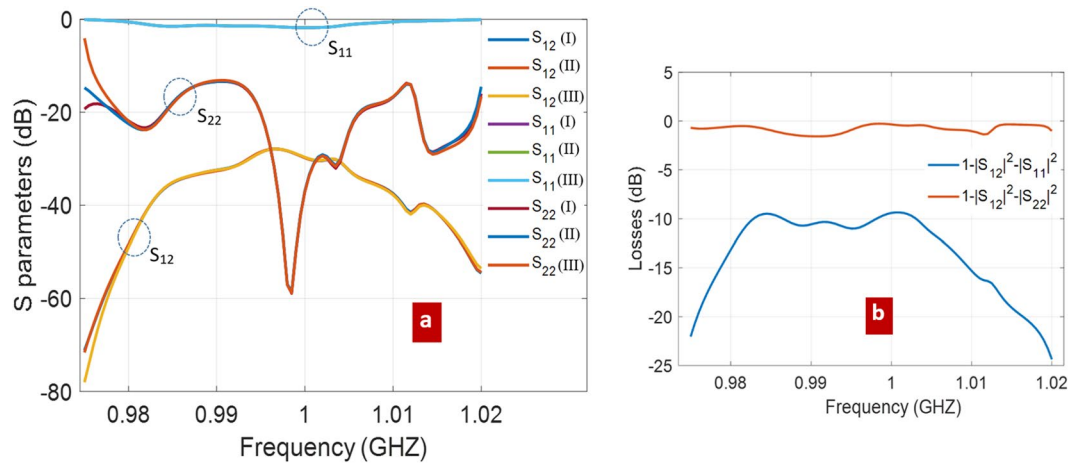 0
-20
-40
-60
-80
S parameters (dB)
0.98
0.99
1
1.01
1.02
Frequency (GHZ)
S11
S22
S12
S12 (I)
S12 (II)
S12 (III)
S11 (I)
S11 (II)
S11 (III)
S22 (I)
S22 (II)
S22 (III)
a
5
0
-5
-10
-15
-20
-25
Losses (dB)
1-|S12|²-|S11|²
1-|S12|²-|S22|²
b
0.98
0.99
1
1.01
1.02
Frequency (GHZ)